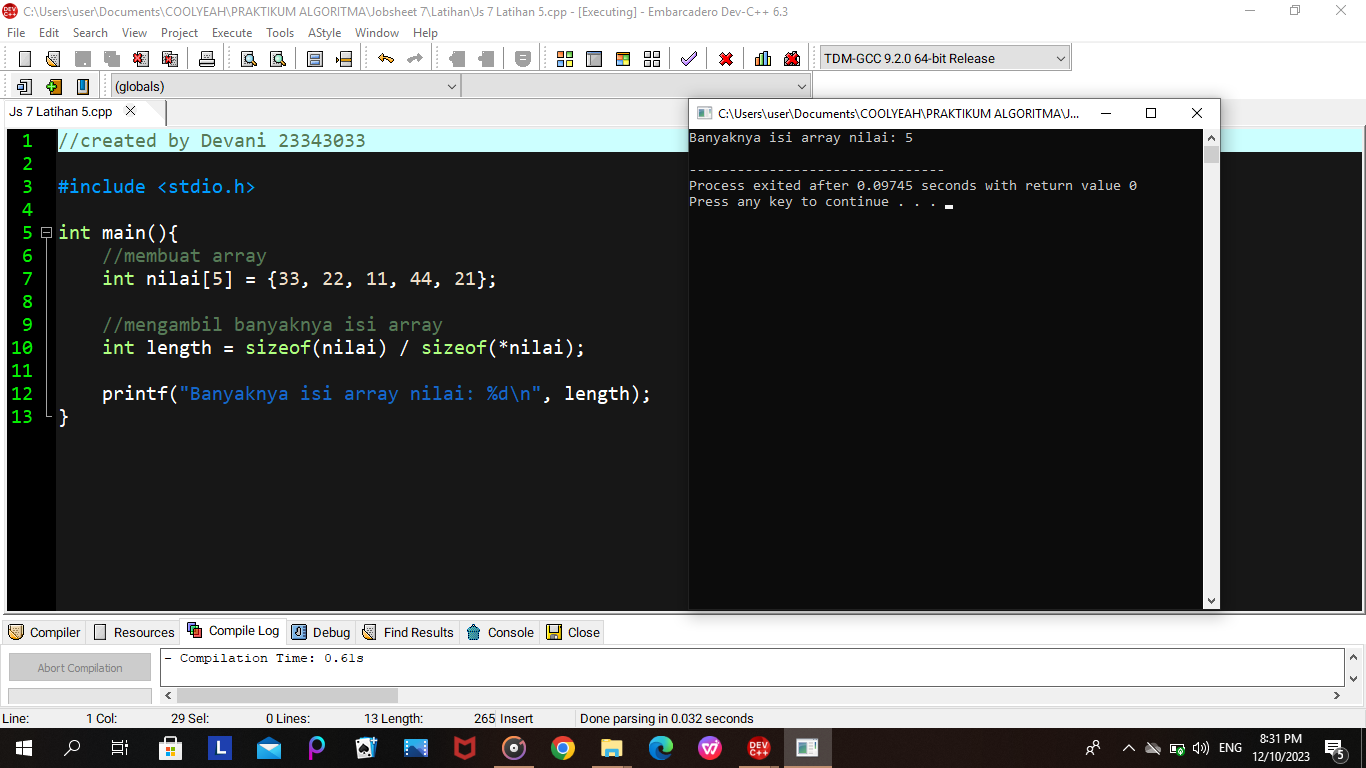 C:\Users\user\Documents\COOLYEAH\PRAKTIKUM ALGORITMA\Jobsheet 7\Latihan\Js 7 Latihan 5.cpp - [Executing] - Embarcadero Dev-C++ 6.3
File Edit Search View Project Execute Tools AStyle Window Help
TDM-GCC 9.2.0 64-bit Release
(globals)
Js 7 Latihan 5.cpp
1 //created by Devani 23343033
2
3 #include <stdio.h>
4
5 int main(){
6 //membuat array
7 int nilai[5] = {33, 22, 11, 44, 21};
8
9 //mengambil banyaknya isi array
10 int length = sizeof(nilai) / sizeof(*nilai);
11
12 printf("Banyaknya isi array nilai: %d\n", length);
13 }
C:\Users\user\Documents\COOLYEAH\PRAKTIKUM ALGORITMA\J...
Banyaknya isi array nilai: 5
--------------------------------
Process exited after 0.09745 seconds with return value 0
Press any key to continue . . .
Compiler Resources Compile Log Debug Find Results Console Close
Abort Compilation
- Compilation Time: 0.61s
Line: 1 Col: 29 Sel: 0 Lines: 13 Length: 265 Insert Done parsing in 0.032 seconds
L
DEV C++
ENG
8:31 PM
12/10/2023
5